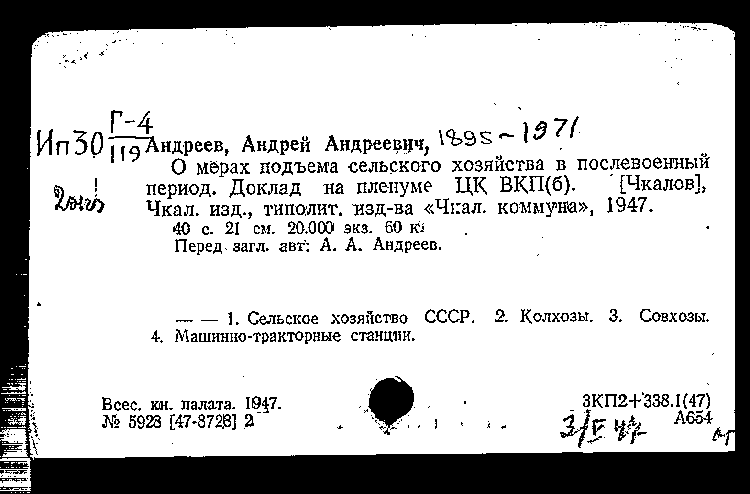 Г-4
Ип30 119 Андреев, Андрей Андреевич, 1895-1971
О мерах подъема сельского хозяйства в послевоенный
период. Доклад на пленуме ЦК ВКП(б). [Чкалов],
Чкал. изд., типолит. изд-ва «Чкал. коммуна», 1947.
40 с. 21 см. 20.000 экз. 60 к.
Перед загл. авт: А. А. Андреев.
— — 1. Сельское хозяйство СССР. 2. Колхозы. 3. Совхозы.
4. Машинно-тракторные станции.
Всес. кн. палата. 1947.
№ 5923 [47-8728] 2
3КП2+338.1(47)
А654